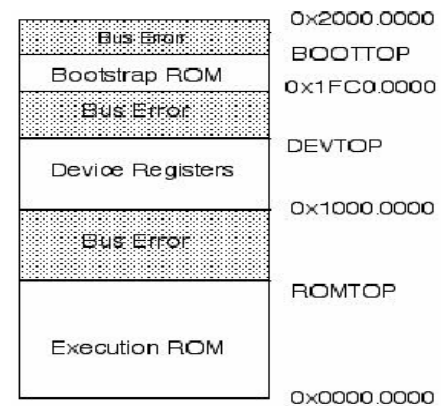 0x2000.0000
Bus Error
BOOTTOP
Bootstrap ROM
0x1FC0.0000
Bus Error
DEVTOP
Device Registers
0x1000.0000
Bus Error
ROMTOP
Execution ROM
0x0000.0000